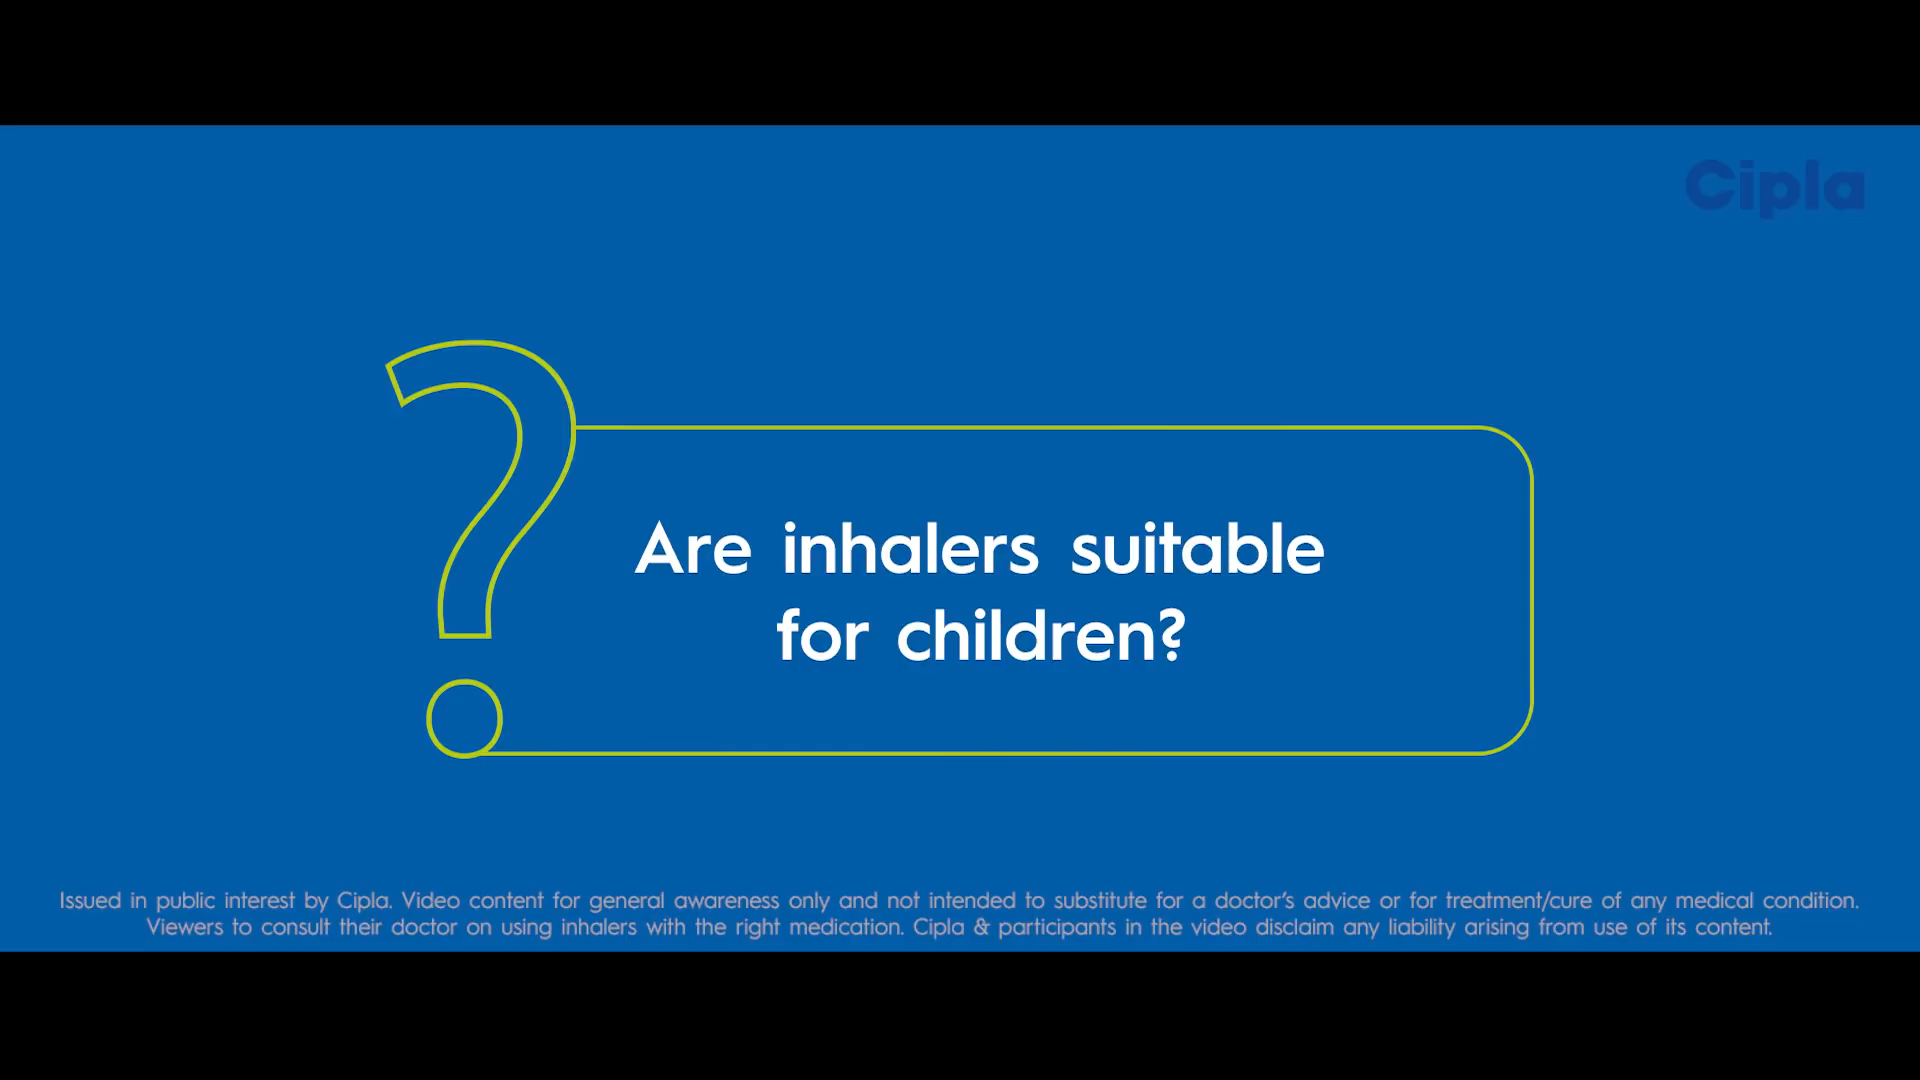 Cipla
Are inhalers suitable
for children?
Issued in public interest by Cipla. Video content for general awareness only and not intended to substitute for a doctor's advice or for treatment/cure of any medical condition.
Viewers to consult their doctor on using inhalers with the right medication. Cipla & participants in the video disclaim any liability arising from use of its content.